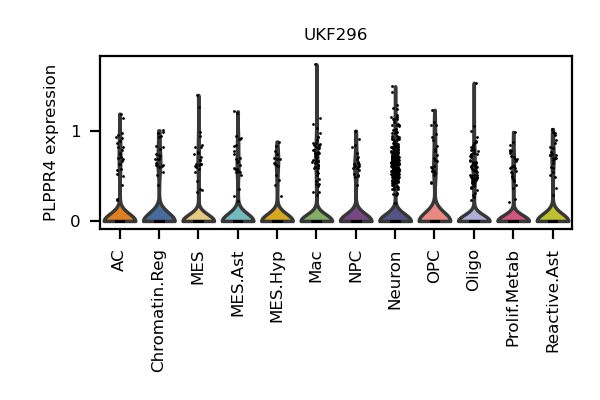 UKF296
PLPPR4 expression
1
0
AC
Chromatin.Reg
MES
MES.Ast
MES.Hyp
Mac
NPC
Neuron
OPC
Oligo
Prolif.Metab
Reactive.Ast